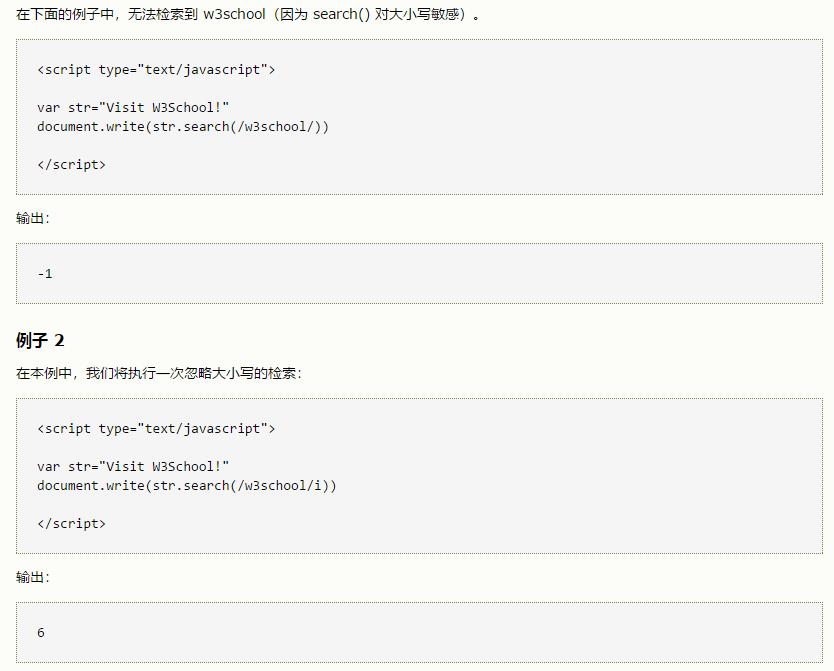 在下面的例子中，无法检索到 w3school（因为 search() 对大小写敏感）。
<script type="text/javascript">
var str="Visit W3School!"
document.write(str.search(/w3school/))
</script>
输出：
-1
例子 2
在本例中，我们将执行一次忽略大小写的检索：
<script type="text/javascript">
var str="Visit W3School!"
document.write(str.search(/w3school/i))
</script>
输出：
6